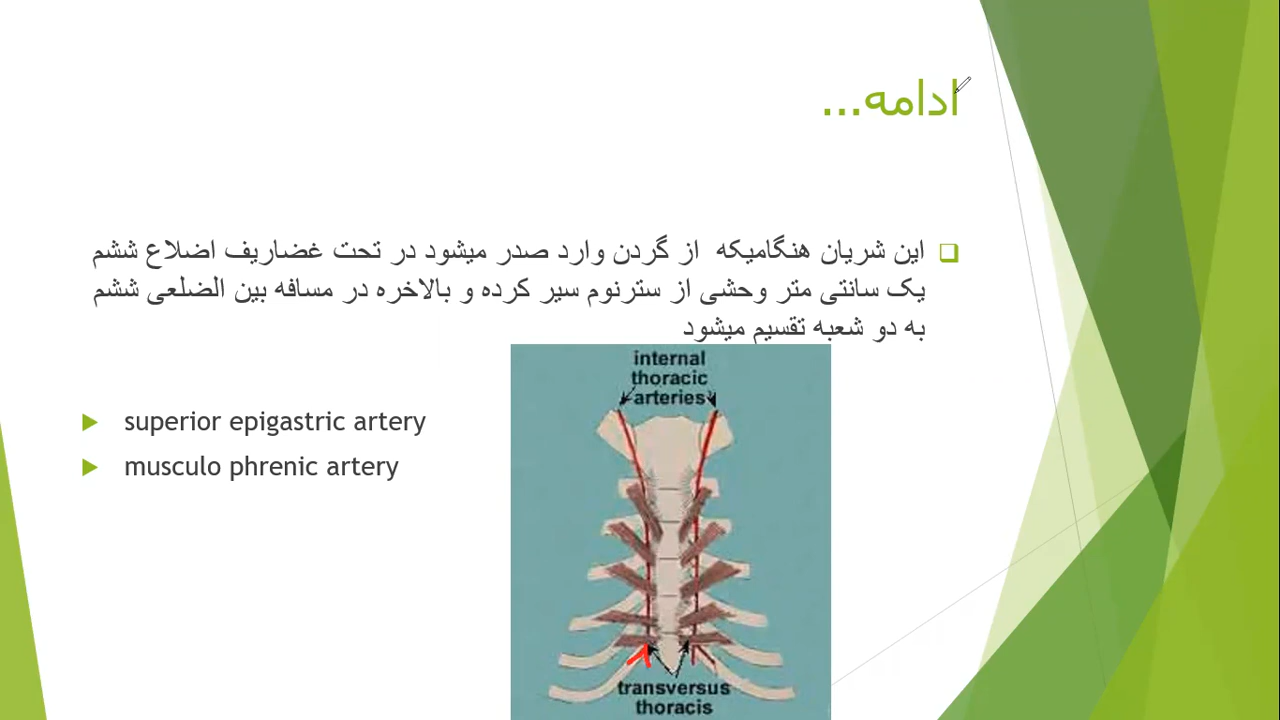 ادامه...
این شریان هنگامیکه از گردن وارد صدر میشود در تحت غضاریف اضلاع ششم
یک سانتی متر وحشی از سترنوم سیر کرده و بالاخره در مسافه بین الضلعی ششم
به دو شعبه تقسیم میشود
superior epigastric artery
musculo phrenic artery
internal
thoracic
arteries
transversus
thoracis